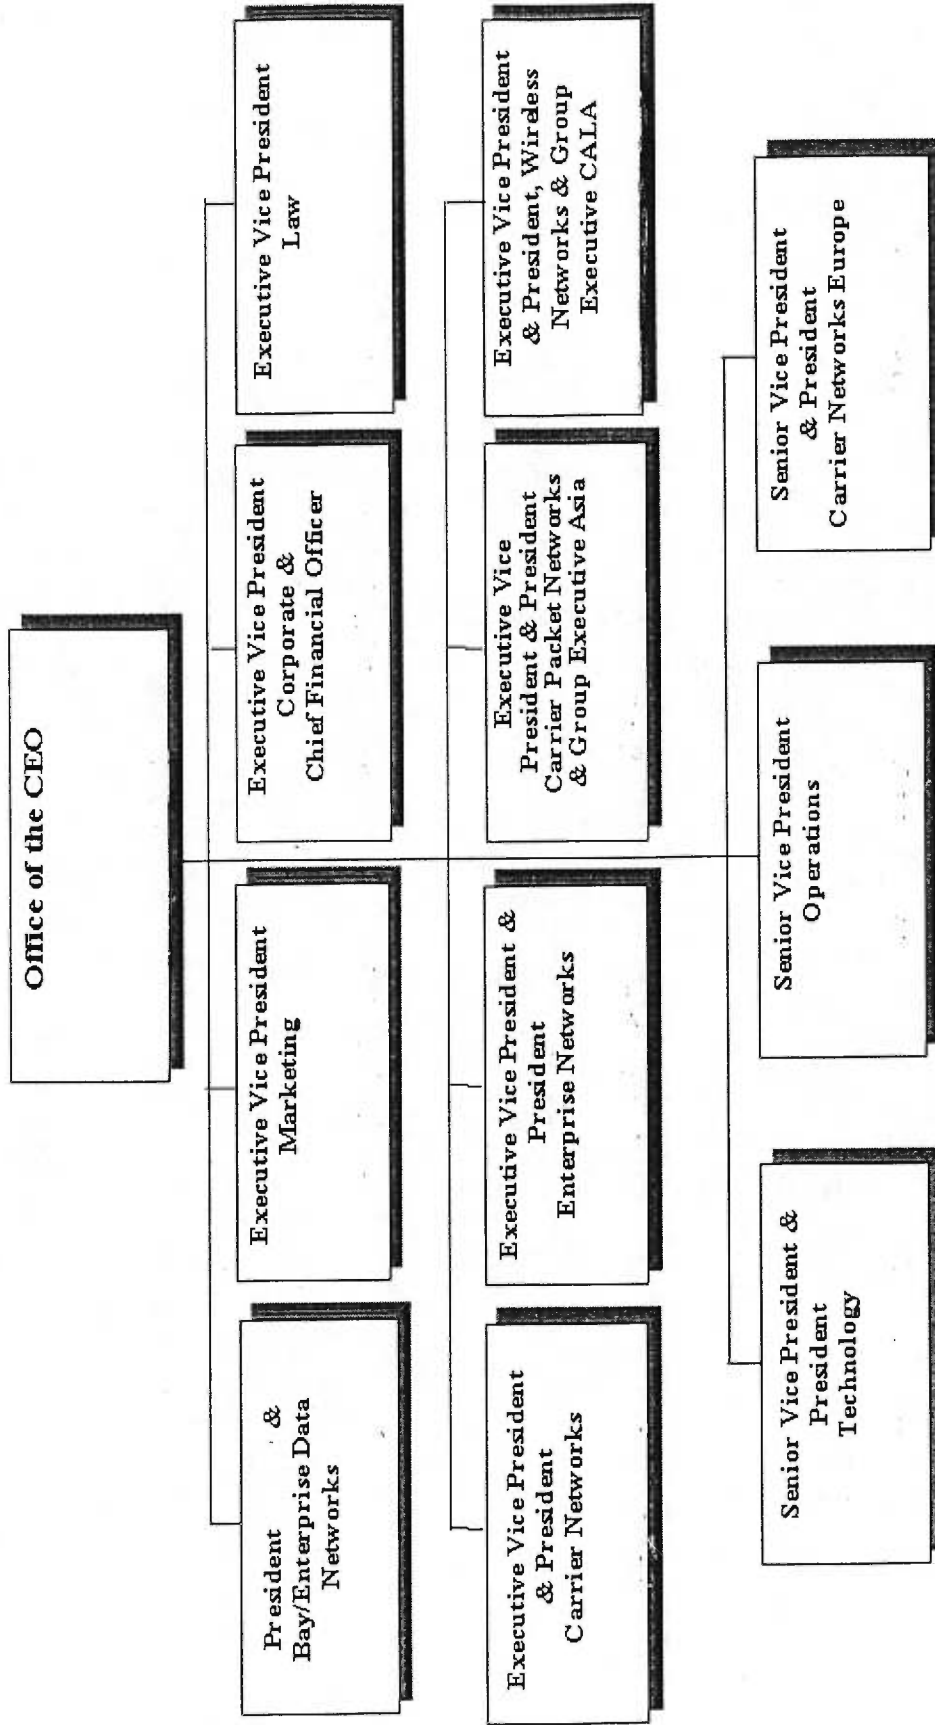 Office of the CEO
President &
Bay/Enterprise Data
Networks
Executive Vice President
Marketing
Executive Vice President
Corporate &
Chief Financial Officer
Executive Vice President
Law
Executive Vice President
& President
Carrier Networks
Executive Vice President &
President
Enterprise Networks
Executive Vice
President & President
Carrier Packet Networks
& Group Executive Asia
Executive Vice President
& President, Wireless
Networks & Group
Executive CALA
Senior Vice President &
President
Technology
Senior Vice President
Operations
Senior Vice President
& President
Carrier Networks Europe